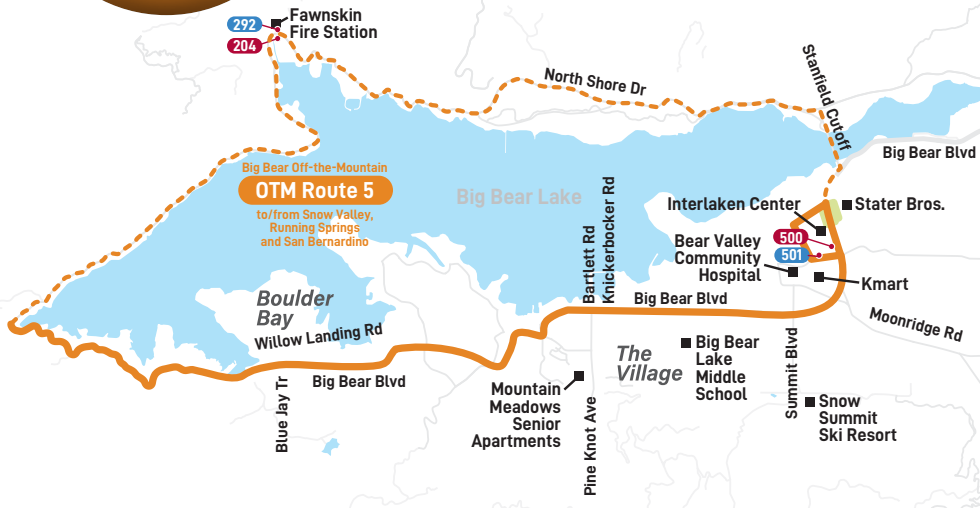 292
204
Fawnskin
Fire Station
North Shore Dr
Stanfield Cutoff
Big Bear Blvd
Big Bear Off-the-Mountain
OTM Route 5
to/from Snow Valley,
Running Springs
and San Bernardino
Big Bear Lake
Bartlett Rd
Knickerbocker Rd
Interlaken Center
Stater Bros.
500
501
Bear Valley
Community
Hospital
Kmart
Big Bear Blvd
Moonridge Rd
Boulder
Bay
Willow Landing Rd
Big Bear Blvd
Blue Jay Tr
Mountain
Meadows
Senior
Apartments
Pine Knot Ave
The
Village
Big Bear
Lake
Middle
School
Summit Blvd
Snow
Summit
Ski Resort